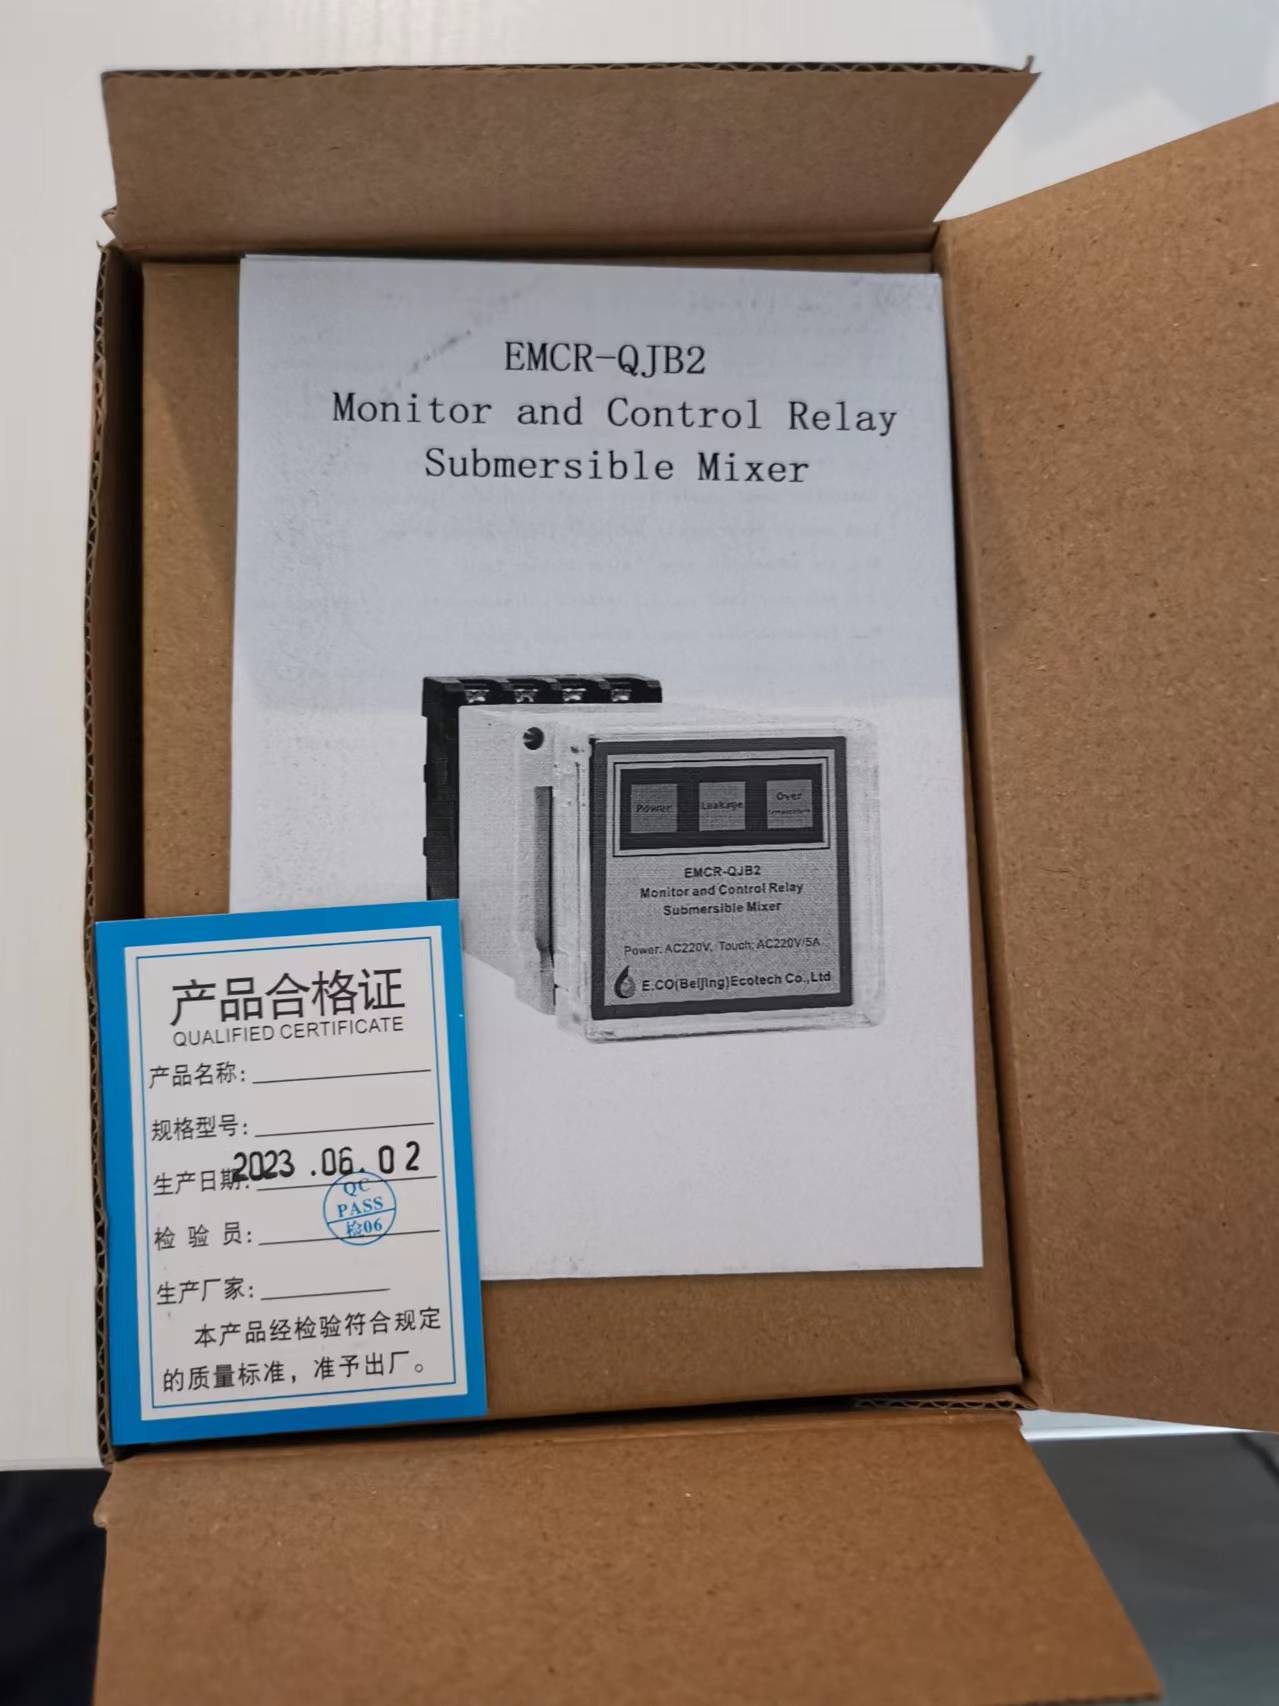 EMCR-QJB2
Monitor and Control Relay
Submersible Mixer
Power
Leakage
Over
EMCR-QJB2
Monitor and Control Relay
Submersible Mixer
Power: AC220V, Touch: AC220V/5A
E.CO(Beijing)Ecotech Co.,Ltd
产品合格证
QUALIFIED CERTIFICATE
产品名称:
规格型号:
生产日期: 2023.06.02
QC
PASS
检06
检 验 员:
生产厂家:
本产品经检验符合规定
的质量标准，准予出厂。